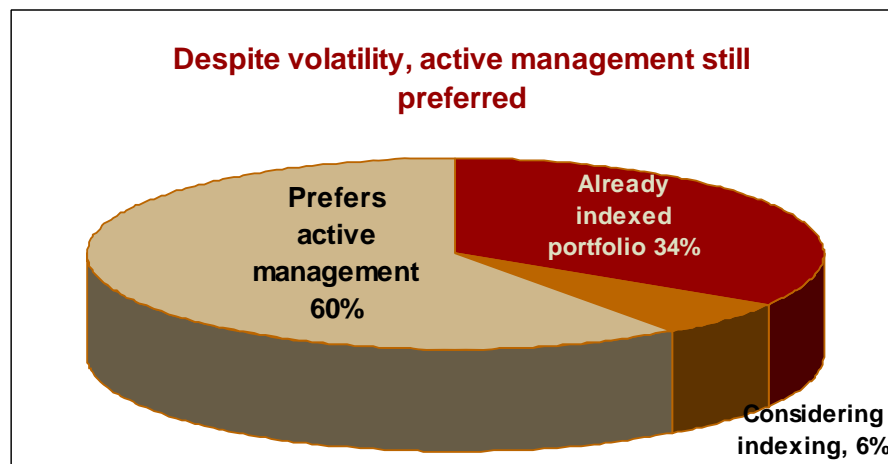 Despite volatility, active management still
preferred
Prefers
active
management
60%
Already
indexed
portfolio 34%
Considering
indexing, 6%